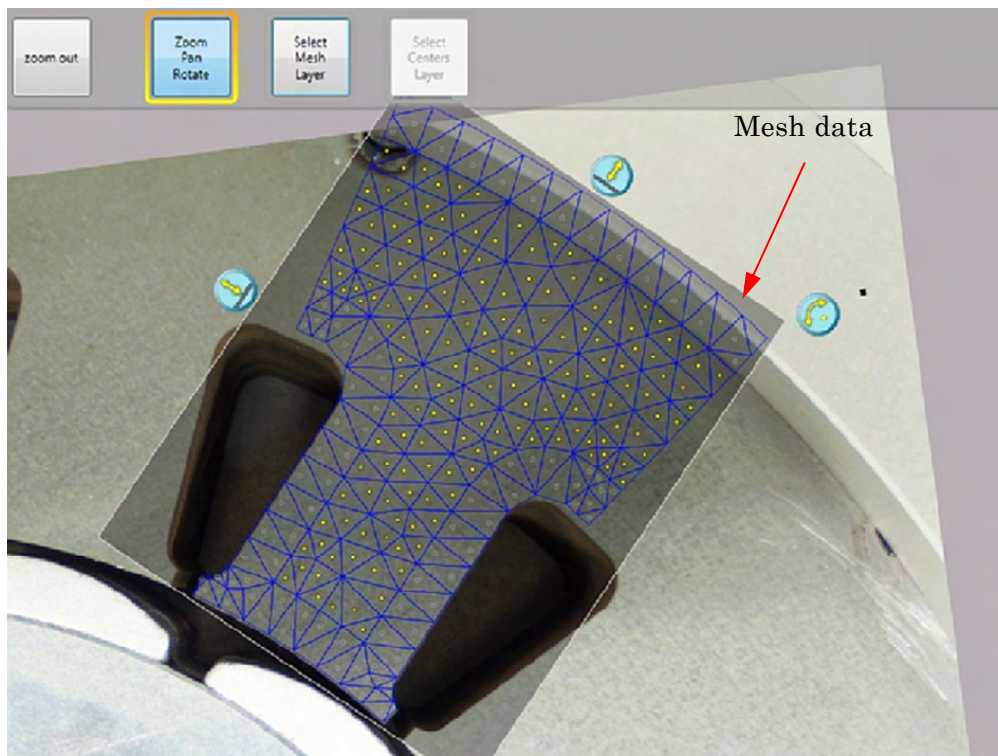 zoom out
Zoom
Pan
Rotate
Select
Mesh
Layer
Select
Centers
Layer
Mesh data